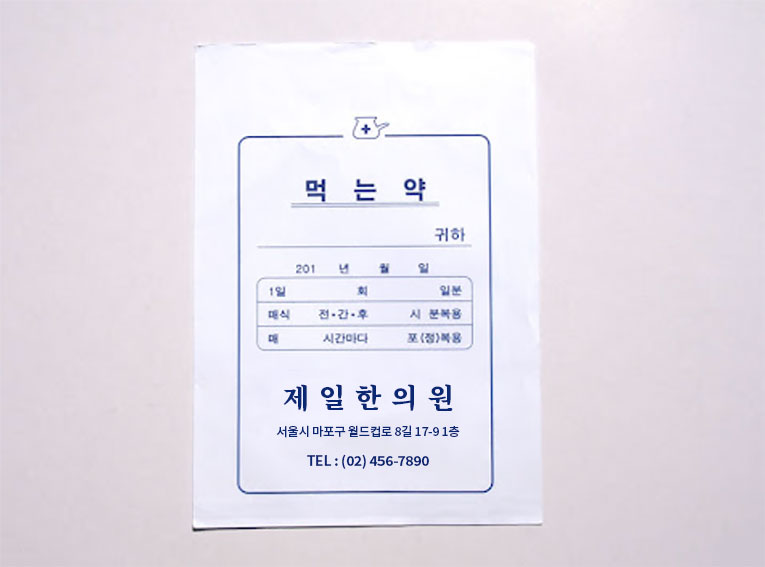 먹 는 약
귀하
201 년 월 일
1일 회 일분
매식 전·간·후 시 분복용
매 시간마다 포(정)복용
제일한의원
서울시 마포구 월드컵로 8길 17-9 1층
TEL : (02) 456-7890